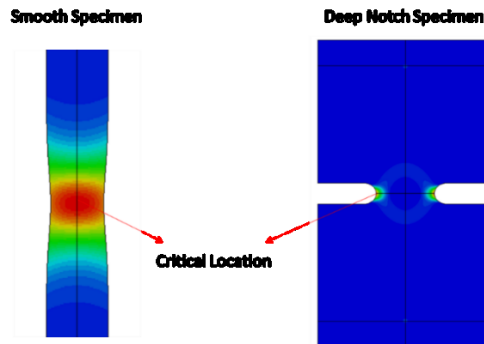 Smooth Specimen
Deep Notch Specimen
Critical Location